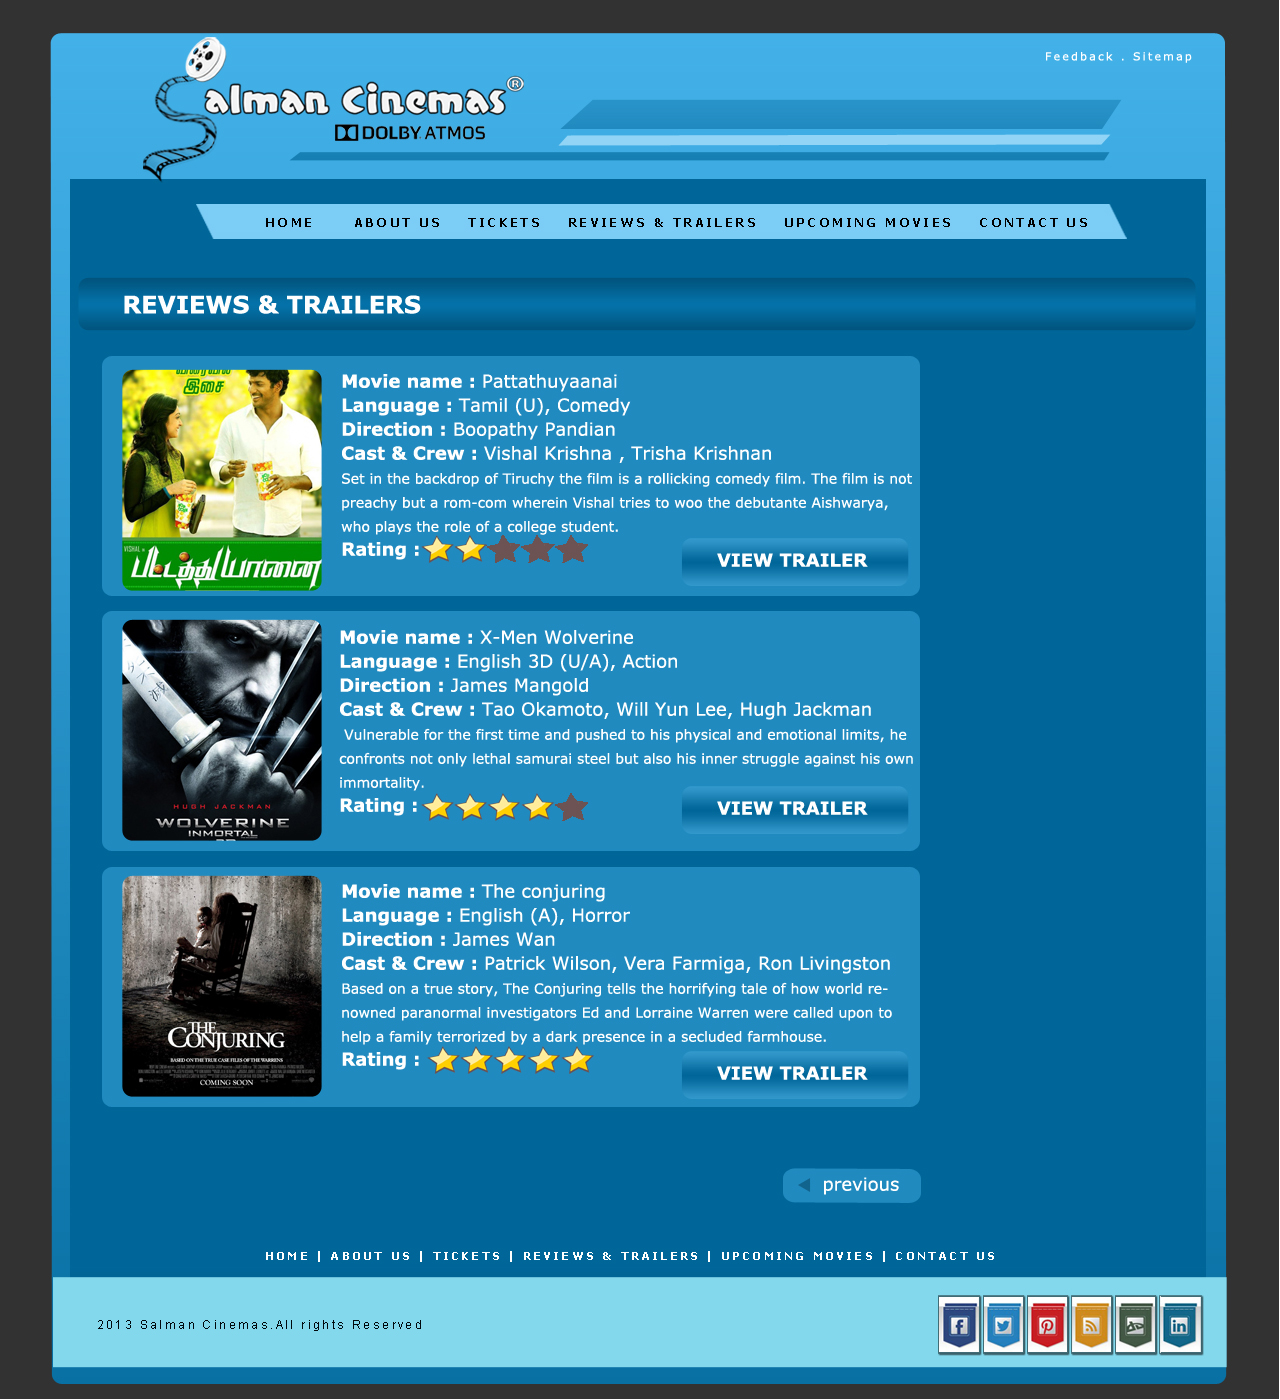 Feedback . Sitemap
Salman Cinemas®
DOLBY ATMOS
HOME ABOUT US TICKETS REVIEWS & TRAILERS UPCOMING MOVIES CONTACT US
REVIEWS & TRAILERS
இசை
VISHAL in
பட்டத்து யானை
Movie name : Pattathuyaanai
Language : Tamil (U), Comedy
Direction : Boopathy Pandian
Cast & Crew : Vishal Krishna , Trisha Krishnan
Set in the backdrop of Tiruchy the film is a rollicking comedy film. The film is not
preachy but a rom-com wherein Vishal tries to woo the debutante Aishwarya,
who plays the role of a college student.
Rating :
VIEW TRAILER
HUGH JACKMAN
WOLVERINE
INMORTAL
Movie name : X-Men Wolverine
Language : English 3D (U/A), Action
Direction : James Mangold
Cast & Crew : Tao Okamoto, Will Yun Lee, Hugh Jackman
Vulnerable for the first time and pushed to his physical and emotional limits, he
confronts not only lethal samurai steel but also his inner struggle against his own
immortality.
Rating :
VIEW TRAILER
THE
CONJURING
BASED ON THE TRUE CASE FILES OF THE WARRENS
COMING SOON
Movie name : The conjuring
Language : English (A), Horror
Direction : James Wan
Cast & Crew : Patrick Wilson, Vera Farmiga, Ron Livingston
Based on a true story, The Conjuring tells the horrifying tale of how world re-
nowned paranormal investigators Ed and Lorraine Warren were called upon to
help a family terrorized by a dark presence in a secluded farmhouse.
Rating :
VIEW TRAILER
previous
HOME | ABOUT US | TICKETS | REVIEWS & TRAILERS | UPCOMING MOVIES | CONTACT US
2013 Salman Cinemas.All rights Reserved